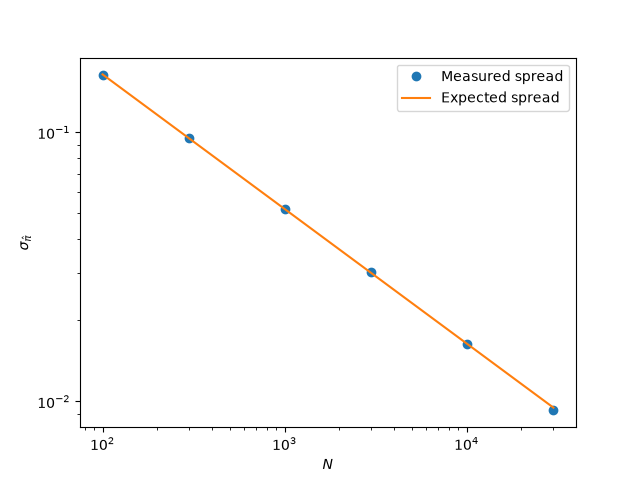 Measured spread
Expected spread
10⁻¹
σ_π̂
10⁻²
10² 10³ 10⁴
N